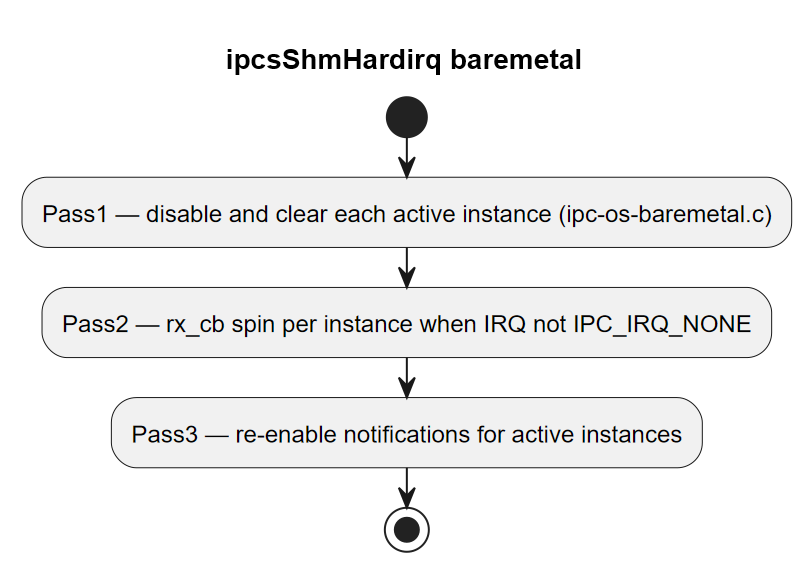 ipcsShmHardirq baremetal
Pass1 — disable and clear each active instance (ipc-os-baremetal.c)
Pass2 — rx_cb spin per instance when IRQ not IPC_IRQ_NONE
Pass3 — re-enable notifications for active instances